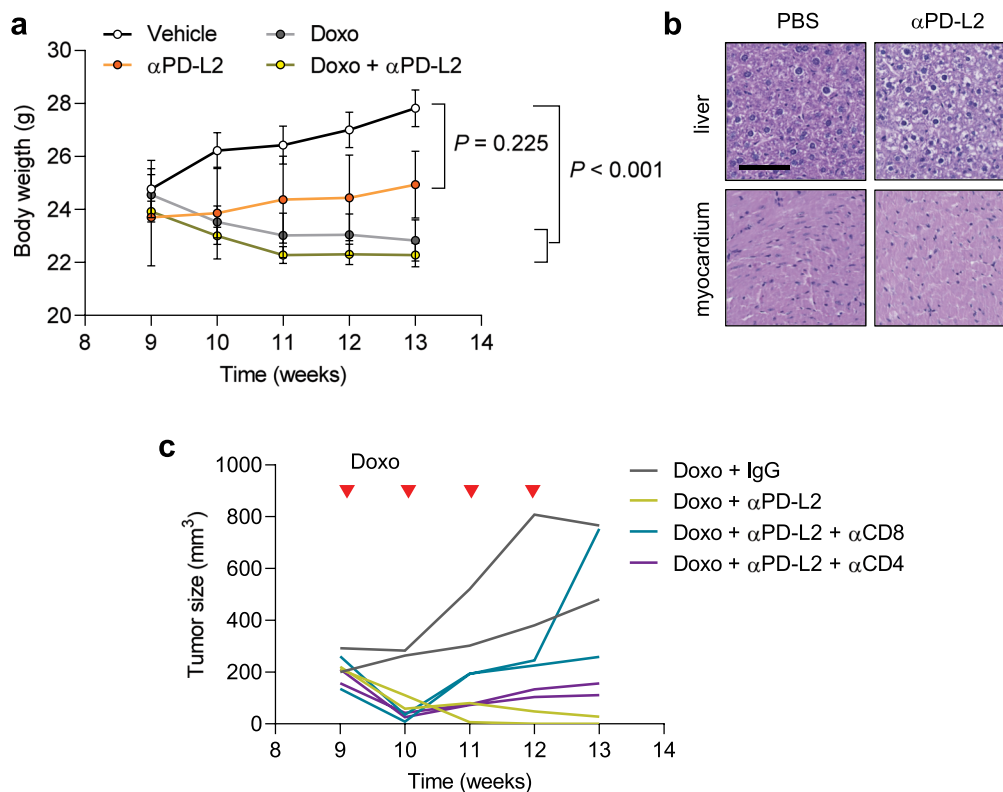 a
Vehicle
Doxo
αPD-L2
Doxo + αPD-L2
30
28
26
24
22
20
Body weigth (g)
P = 0.225
P < 0.001
8 9 10 11 12 13 14
Time (weeks)
b
PBS αPD-L2
liver
myocardium
c
Doxo
1000
800
600
400
200
0
Tumor size (mm³)
8 9 10 11 12 13 14
Time (weeks)
Doxo + IgG
Doxo + αPD-L2
Doxo + αPD-L2 + αCD8
Doxo + αPD-L2 + αCD4